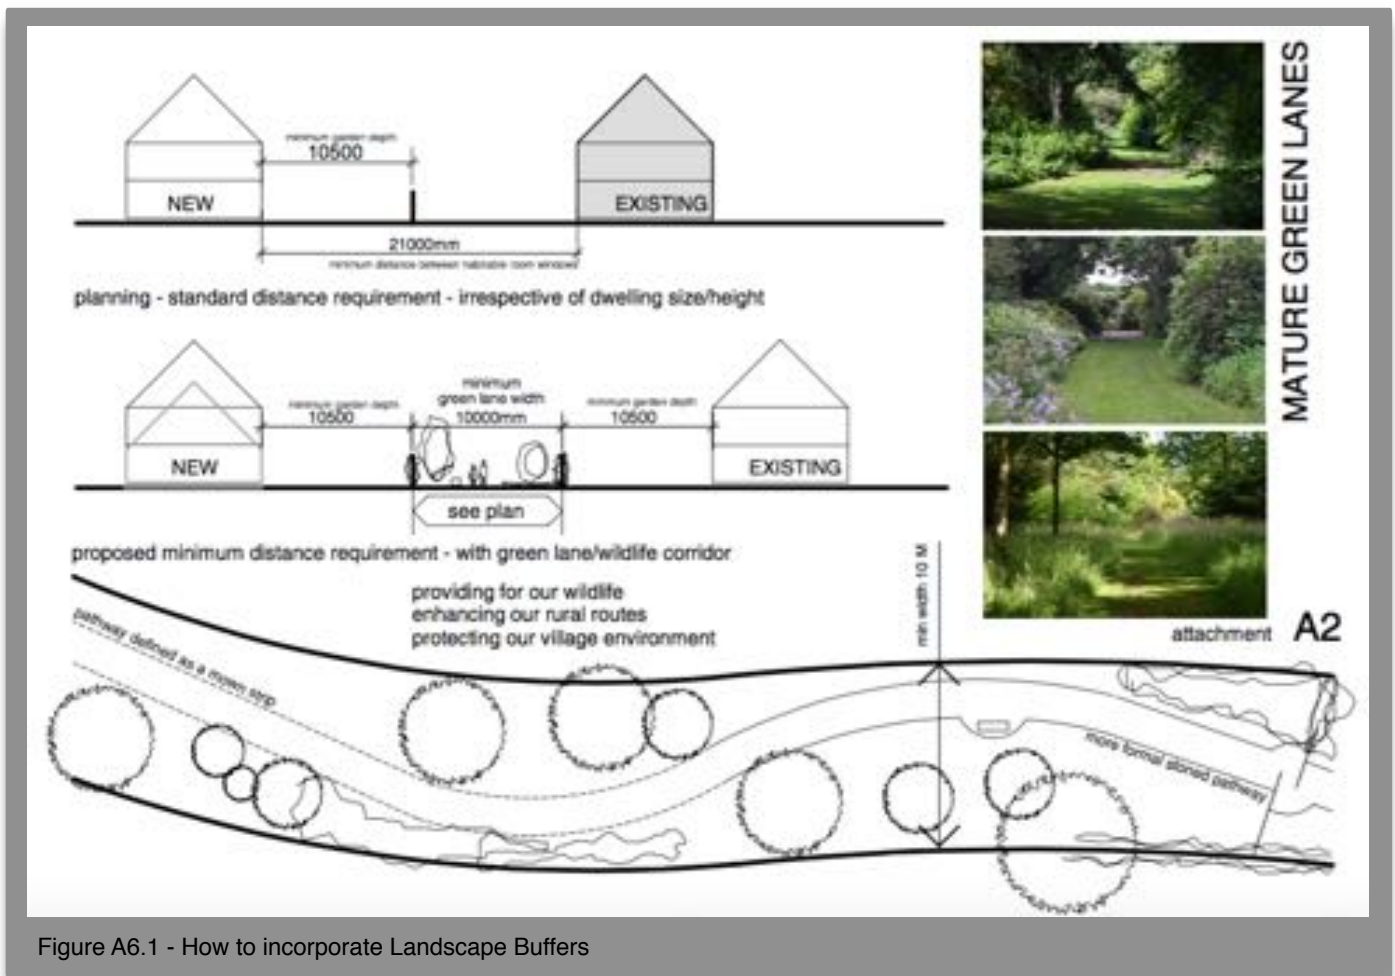 minimum garden depth
10500
NEW
EXISTING
21000mm
minimum distance between habitable room windows
planning - standard distance requirement - irrespective of dwelling size/height
minimum
green lane width
minimum garden depth
10500
10000mm
minimum garden depth
10500
NEW
EXISTING
see plan
proposed minimum distance requirement - with green lane/wildlife corridor
providing for our wildlife
enhancing our rural routes
protecting our village environment
pathway defined as a mown strip
min width 10 M
more formal stoned pathway
MATURE GREEN LANES
attachment A2
Figure A6.1 - How to incorporate Landscape Buffers